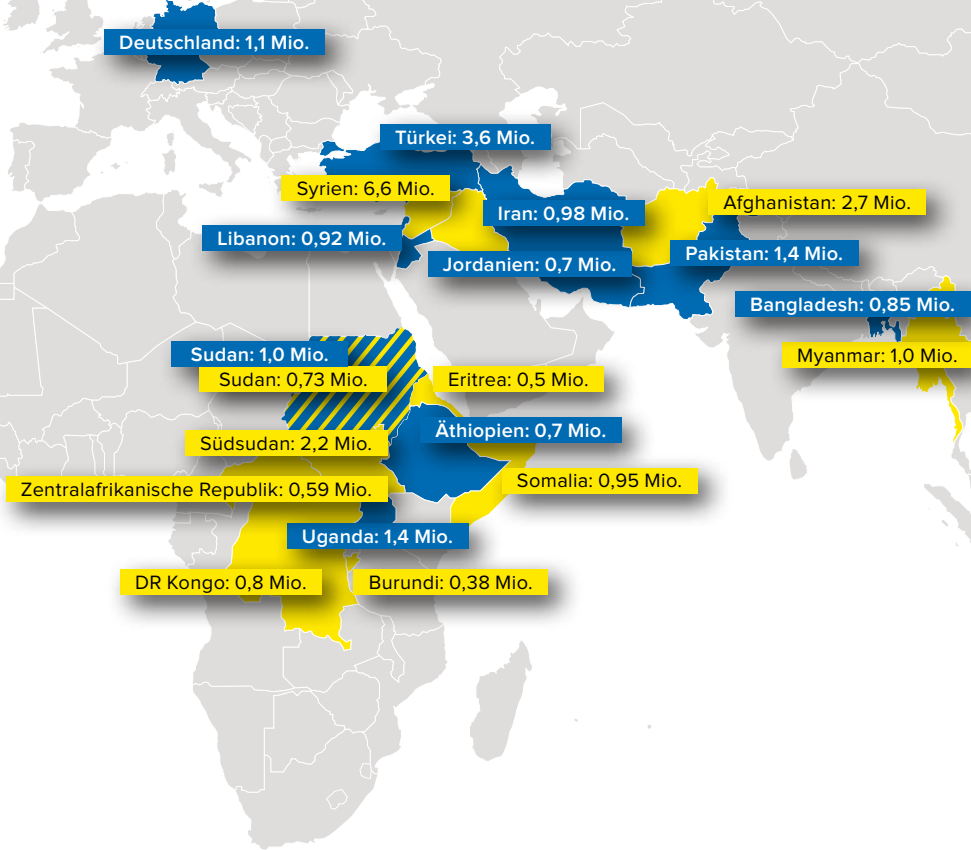 Deutschland: 1,1 Mio.
Türkei: 3,6 Mio.
Syrien: 6,6 Mio.
Afghanistan: 2,7 Mio.
Iran: 0,98 Mio.
Libanon: 0,92 Mio.
Pakistan: 1,4 Mio.
Jordanien: 0,7 Mio.
Bangladesh: 0,85 Mio.
Sudan: 1,0 Mio.
Myanmar: 1,0 Mio.
Sudan: 0,73 Mio.
Eritrea: 0,5 Mio.
Äthiopien: 0,7 Mio.
Südsudan: 2,2 Mio.
Somalia: 0,95 Mio.
Zentralafrikanische Republik: 0,59 Mio.
Uganda: 1,4 Mio.
DR Kongo: 0,8 Mio.
Burundi: 0,38 Mio.